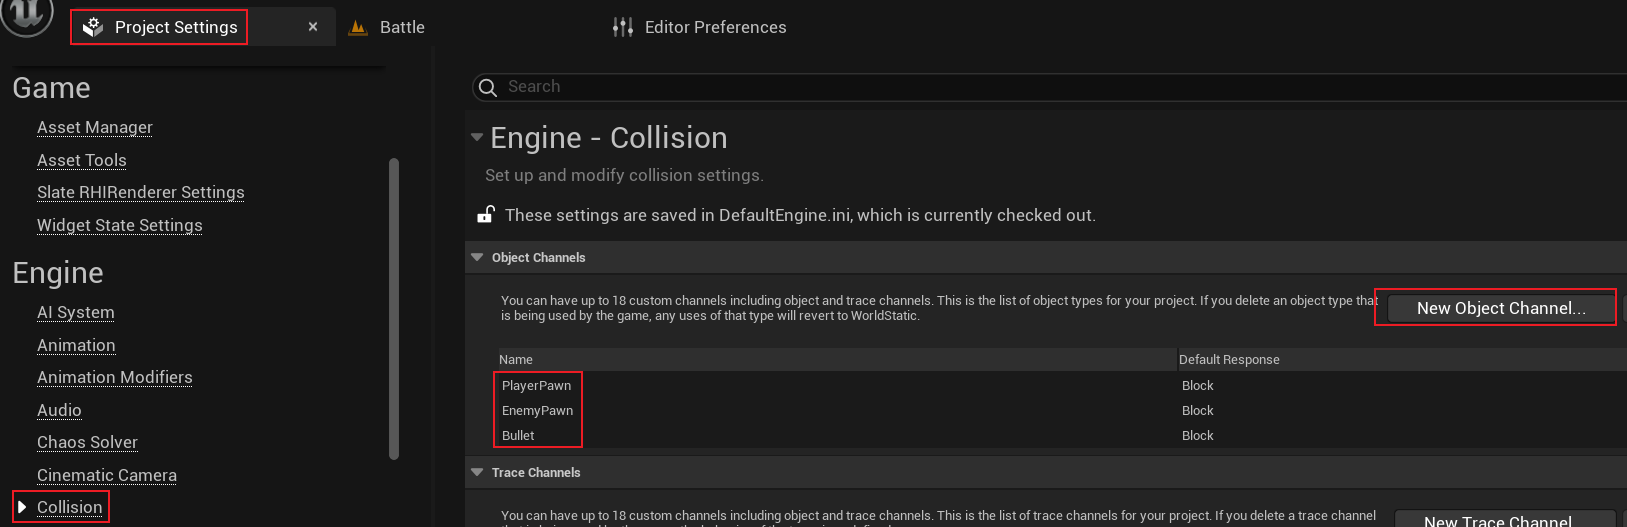 Project Settings
Battle
Editor Preferences
Game
Asset Manager
Asset Tools
Slate RHIRenderer Settings
Widget State Settings
Engine
AI System
Animation
Animation Modifiers
Audio
Chaos Solver
Cinematic Camera
Collision
Search
Engine - Collision
Set up and modify collision settings.
These settings are saved in DefaultEngine.ini, which is currently checked out.
Object Channels
You can have up to 18 custom channels including object and trace channels. This is the list of object types for your project. If you delete an object type that
is being used by the game, any uses of that type will revert to WorldStatic.
New Object Channel...
Name Default Response
PlayerPawn Block
EnemyPawn Block
Bullet Block
Trace Channels
You can have up to 18 custom channels including object and trace channels. This is the list of trace channels for your project. If you delete a trace channel
New Trace Channel...